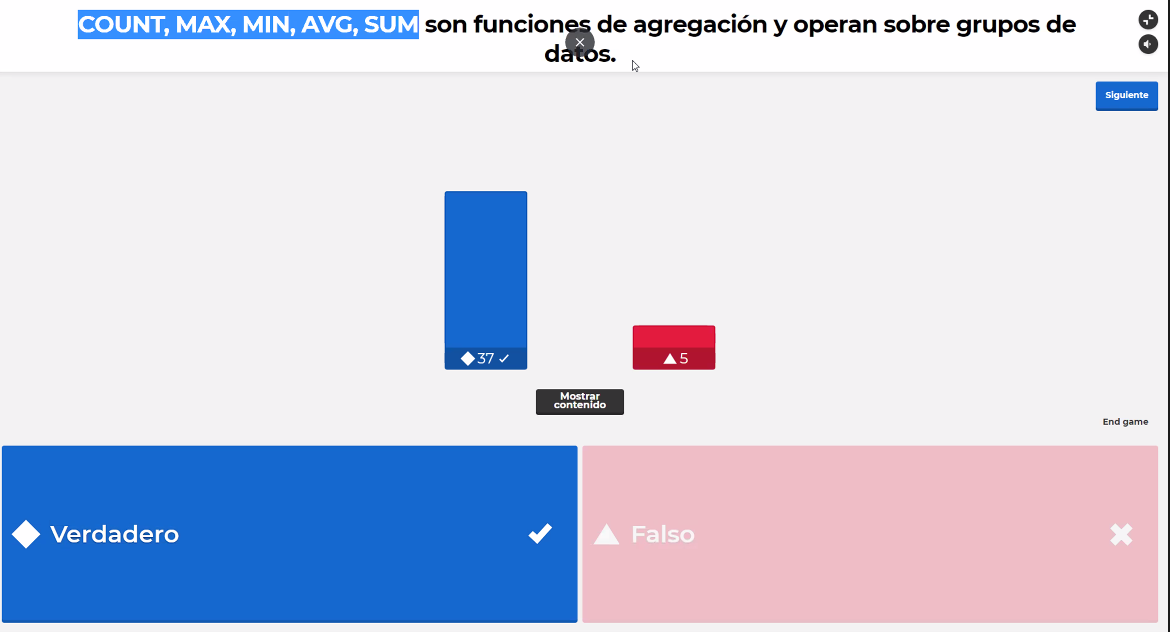 COUNT, MAX, MIN, AVG, SUM son funciones de agregación y operan sobre grupos de
datos.
Siguiente
37
5
Mostrar
contenido
End game
Verdadero
Falso